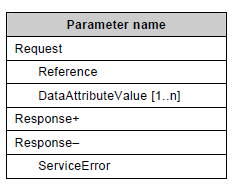 Parameter name
Request
Reference
DataAttributeValue [1..n]
Response+
Response–
ServiceError